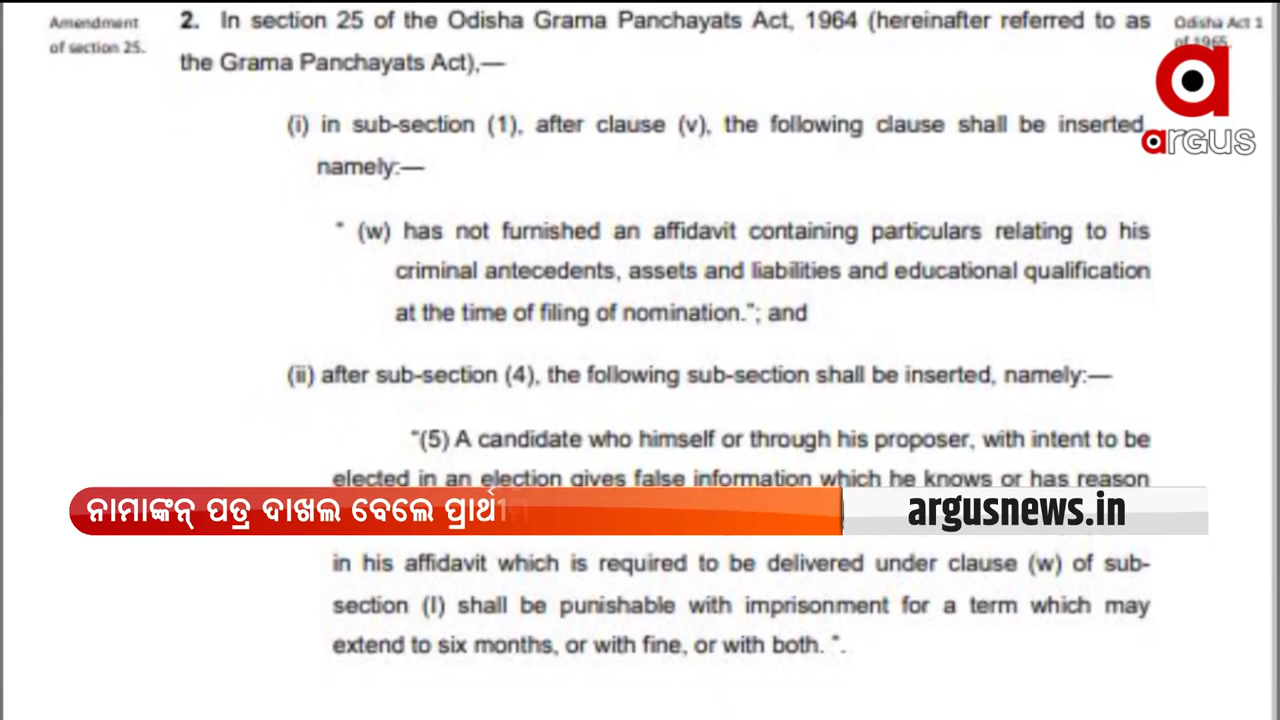 Amendment
of section 25.
2. In section 25 of the Odisha Grama Panchayats Act, 1964 (hereinafter referred to as
the Grama Panchayats Act),—
Odisha Act 1
of 1965.
argus
(i) in sub-section (1), after clause (v), the following clause shall be inserted
namely:—
" (w) has not furnished an affidavit containing particulars relating to his
criminal antecedents, assets and liabilities and educational qualification
at the time of filing of nomination."; and
(ii) after sub-section (4), the following sub-section shall be inserted, namely:—
"(5) A candidate who himself or through his proposer, with intent to be
elected in an election gives false information which he knows or has reason
ନାମାଙ୍କନ୍ ପତ୍ର ଦାଖଲ ବେଲେ ପ୍ରାର୍ଥୀ
argusnews.in
in his affidavit which is required to be delivered under clause (w) of sub-
section (I) shall be punishable with imprisonment for a term which may
extend to six months, or with fine, or with both. ".